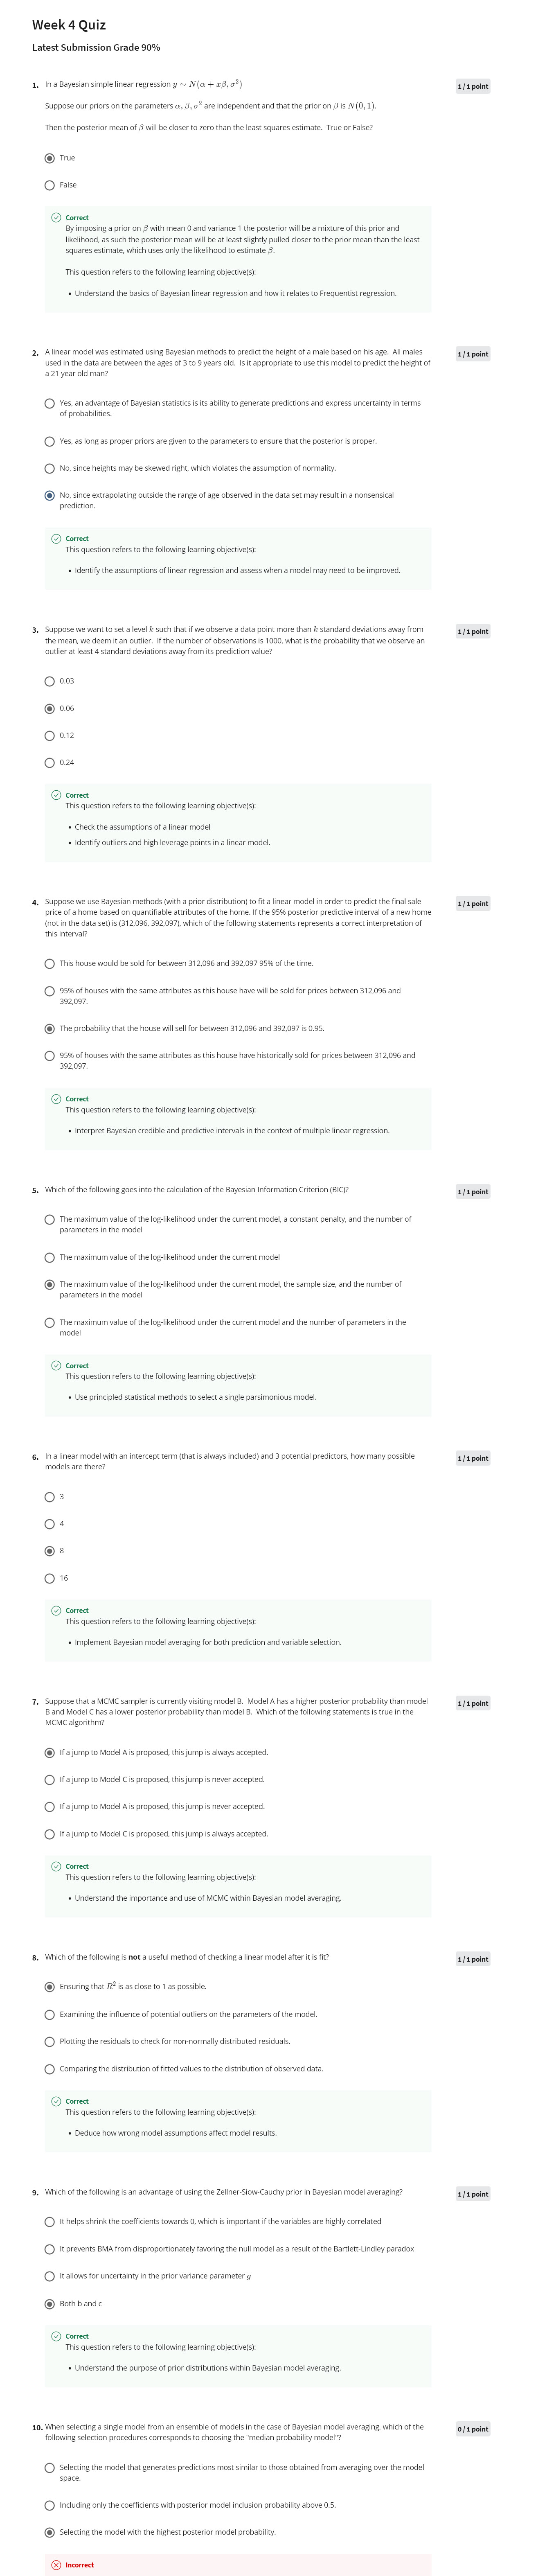 Week 4 Quiz
Latest Submission Grade 90%
1. In a Bayesian simple linear regression y ∼ N(α + xβ, σ²)
1 / 1 point
Suppose our priors on the parameters α, β, σ² are independent and that the prior on β is N(0, 1).
Then the posterior mean of β will be closer to zero than the least squares estimate. True or False?
True
False
Correct
By imposing a prior on β with mean 0 and variance 1 the posterior will be a mixture of this prior and
likelihood, as such the posterior mean will be at least slightly pulled closer to the prior mean than the least
squares estimate, which uses only the likelihood to estimate β.
This question refers to the following learning objective(s):
• Understand the basics of Bayesian linear regression and how it relates to Frequentist regression.
2. A linear model was estimated using Bayesian methods to predict the height of a male based on his age. All males
used in the data are between the ages of 3 to 9 years old. Is it appropriate to use this model to predict the height of
a 21 year old man?
1 / 1 point
Yes, an advantage of Bayesian statistics is its ability to generate predictions and express uncertainty in terms
of probabilities.
Yes, as long as proper priors are given to the parameters to ensure that the posterior is proper.
No, since heights may be skewed right, which violates the assumption of normality.
No, since extrapolating outside the range of age observed in the data set may result in a nonsensical
prediction.
Correct
This question refers to the following learning objective(s):
• Identify the assumptions of linear regression and assess when a model may need to be improved.
3. Suppose we want to set a level k such that if we observe a data point more than k standard deviations away from
the mean, we deem it an outlier. If the number of observations is 1000, what is the probability that we observe an
outlier at least 4 standard deviations away from its prediction value?
1 / 1 point
0.03
0.06
0.12
0.24
Correct
This question refers to the following learning objective(s):
• Check the assumptions of a linear model
• Identify outliers and high leverage points in a linear model.
4. Suppose we use Bayesian methods (with a prior distribution) to fit a linear model in order to predict the final sale
price of a home based on quantifiable attributes of the home. If the 95% posterior predictive interval of a new home
(not in the data set) is (312,096, 392,097), which of the following statements represents a correct interpretation of
this interval?
1 / 1 point
This house would be sold for between 312,096 and 392,097 95% of the time.
95% of houses with the same attributes as this house have will be sold for prices between 312,096 and
392,097.
The probability that the house will sell for between 312,096 and 392,097 is 0.95.
95% of houses with the same attributes as this house have historically sold for prices between 312,096 and
392,097.
Correct
This question refers to the following learning objective(s):
• Interpret Bayesian credible and predictive intervals in the context of multiple linear regression.
5. Which of the following goes into the calculation of the Bayesian Information Criterion (BIC)?
1 / 1 point
The maximum value of the log-likelihood under the current model, a constant penalty, and the number of
parameters in the model
The maximum value of the log-likelihood under the current model
The maximum value of the log-likelihood under the current model, the sample size, and the number of
parameters in the model
The maximum value of the log-likelihood under the current model and the number of parameters in the
model
Correct
This question refers to the following learning objective(s):
• Use principled statistical methods to select a single parsimonious model.
6. In a linear model with an intercept term (that is always included) and 3 potential predictors, how many possible
models are there?
1 / 1 point
3
4
8
16
Correct
This question refers to the following learning objective(s):
• Implement Bayesian model averaging for both prediction and variable selection.
7. Suppose that a MCMC sampler is currently visiting model B. Model A has a higher posterior probability than model
B and Model C has a lower posterior probability than model B. Which of the following statements is true in the
MCMC algorithm?
1 / 1 point
If a jump to Model A is proposed, this jump is always accepted.
If a jump to Model C is proposed, this jump is never accepted.
If a jump to Model A is proposed, this jump is never accepted.
If a jump to Model C is proposed, this jump is always accepted.
Correct
This question refers to the following learning objective(s):
• Understand the importance and use of MCMC within Bayesian model averaging.
8. Which of the following is not a useful method of checking a linear model after it is fit?
1 / 1 point
Ensuring that R² is as close to 1 as possible.
Examining the influence of potential outliers on the parameters of the model.
Plotting the residuals to check for non-normally distributed residuals.
Comparing the distribution of fitted values to the distribution of observed data.
Correct
This question refers to the following learning objective(s):
• Deduce how wrong model assumptions affect model results.
9. Which of the following is an advantage of using the Zellner-Siow-Cauchy prior in Bayesian model averaging?
1 / 1 point
It helps shrink the coefficients towards 0, which is important if the variables are highly correlated
It prevents BMA from disproportionately favoring the null model as a result of the Bartlett-Lindley paradox
It allows for uncertainty in the prior variance parameter g
Both b and c
Correct
This question refers to the following learning objective(s):
• Understand the purpose of prior distributions within Bayesian model averaging.
10. When selecting a single model from an ensemble of models in the case of Bayesian model averaging, which of the
following selection procedures corresponds to choosing the "median probability model"?
0 / 1 point
Selecting the model that generates predictions most similar to those obtained from averaging over the model
space.
Including only the coefficients with posterior model inclusion probability above 0.5.
Selecting the model with the highest posterior model probability.
Incorrect